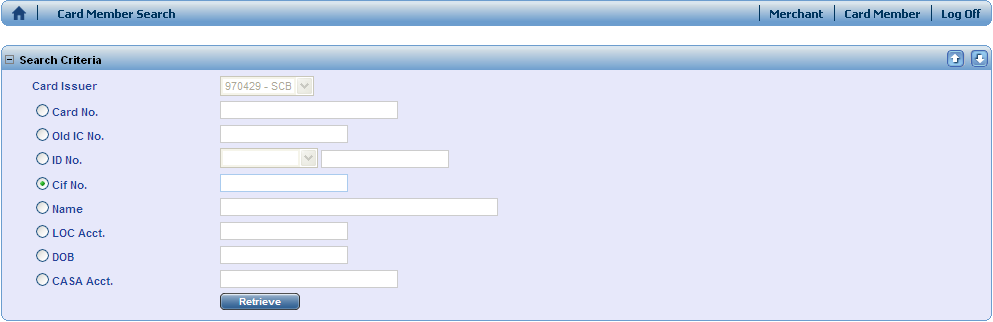 Card Member Search Merchant Card Member Log Off
Search Criteria
Card Issuer 970429 - SCB
Card No.
Old IC No.
ID No.
Cif No.
Name
LOC Acct.
DOB
CASA Acct.
Retrieve